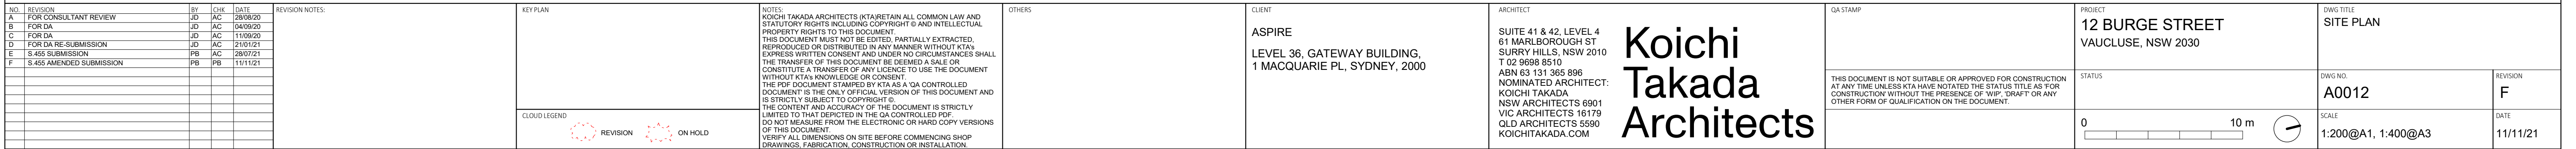 NO. REVISION BY CHK DATE
A FOR CONSULTANT REVIEW JD AC 28/08/20
B FOR DA JD AC 04/09/20
C FOR DA JD AC 11/09/20
D FOR DA RE-SUBMISSION JD AC 21/01/21
E S.455 SUBMISSION PB AC 28/07/21
F S.455 AMENDED SUBMISSION PB PB 11/11/21
REVISION NOTES:
KEY PLAN
CLOUD LEGEND
REVISION ON HOLD
NOTES:
KOICHI TAKADA ARCHITECTS (KTA)RETAIN ALL COMMON LAW AND
STATUTORY RIGHTS INCLUDING COPYRIGHT © AND INTELLECTUAL
PROPERTY RIGHTS TO THIS DOCUMENT.
THIS DOCUMENT MUST NOT BE EDITED, PARTIALLY EXTRACTED,
REPRODUCED OR DISTRIBUTED IN ANY MANNER WITHOUT KTA's
EXPRESS WRITTEN CONSENT AND UNDER NO CIRCUMSTANCES SHALL
THE TRANSFER OF THIS DOCUMENT BE DEEMED A SALE OR
CONSTITUTE A TRANSFER OF ANY LICENCE TO USE THE DOCUMENT
WITHOUT KTA's KNOWLEDGE OR CONSENT.
THE PDF DOCUMENT STAMPED BY KTA AS A 'QA CONTROLLED
DOCUMENT' IS THE ONLY OFFICIAL VERSION OF THIS DOCUMENT AND
IS STRICTLY SUBJECT TO COPYRIGHT ©.
THE CONTENT AND ACCURACY OF THE DOCUMENT IS STRICTLY
LIMITED TO THAT DEPICTED IN THE QA CONTROLLED PDF.
DO NOT MEASURE FROM THE ELECTRONIC OR HARD COPY VERSIONS
OF THIS DOCUMENT.
VERIFY ALL DIMENSIONS ON SITE BEFORE COMMENCING SHOP
DRAWINGS, FABRICATION, CONSTRUCTION OR INSTALLATION.
OTHERS
CLIENT
ASPIRE
LEVEL 36, GATEWAY BUILDING,
1 MACQUARIE PL, SYDNEY, 2000
ARCHITECT
SUITE 41 & 42, LEVEL 4
61 MARLBOROUGH ST
SURRY HILLS, NSW 2010
T 02 9698 8510
ABN 63 131 365 896
NOMINATED ARCHITECT:
KOICHI TAKADA
NSW ARCHITECTS 6901
VIC ARCHITECTS 16179
QLD ARCHITECTS 5590
KOICHITAKADA.COM
Koichi
Takada
Architects
QA STAMP
THIS DOCUMENT IS NOT SUITABLE OR APPROVED FOR CONSTRUCTION
AT ANY TIME UNLESS KTA HAVE NOTATED THE STATUS TITLE AS 'FOR
CONSTRUCTION' WITHOUT THE PRESENCE OF 'WIP', 'DRAFT' OR ANY
OTHER FORM OF QUALIFICATION ON THE DOCUMENT.
PROJECT
12 BURGE STREET
VAUCLUSE, NSW 2030
STATUS
0 10 m
DWG TITLE
SITE PLAN
DWG NO.
A0012
REVISION
F
SCALE
1:200@A1, 1:400@A3
DATE
11/11/21